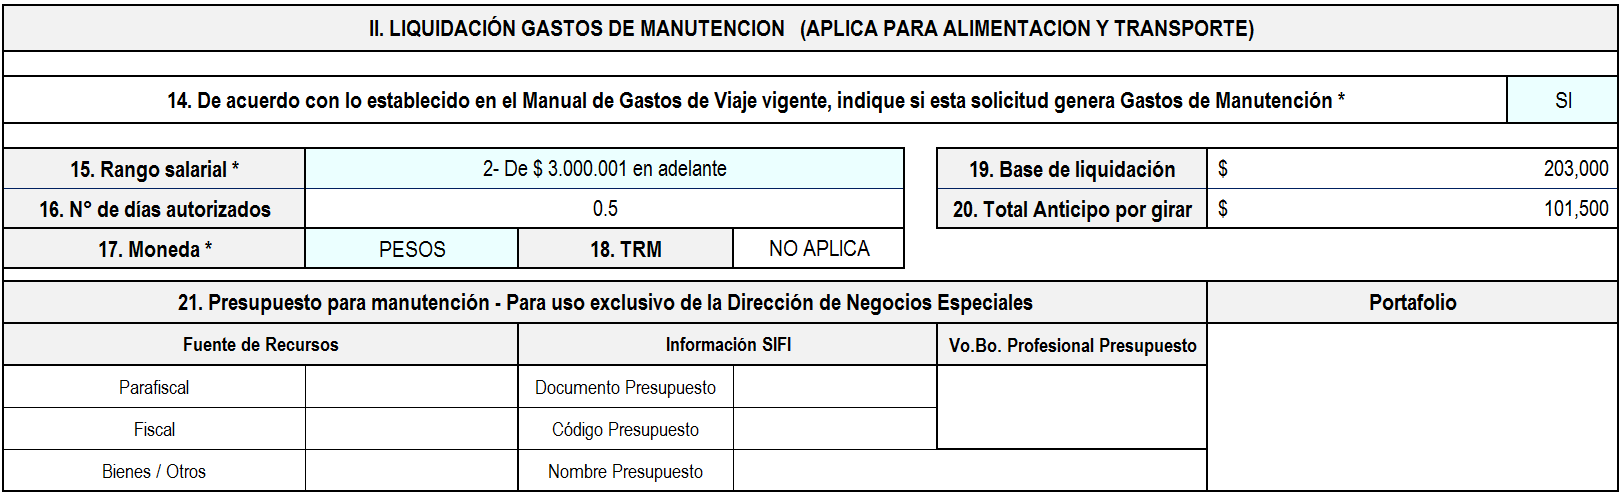 II. LIQUIDACIÓN GASTOS DE MANUTENCION (APLICA PARA ALIMENTACION Y TRANSPORTE)
14. De acuerdo con lo establecido en el Manual de Gastos de Viaje vigente, indique si esta solicitud genera Gastos de Manutención * SI
15. Rango salarial * 2- De $ 3.000.001 en adelante 19. Base de liquidación $ 203,000
16. N° de días autorizados 0.5 20. Total Anticipo por girar $ 101,500
17. Moneda * PESOS 18. TRM NO APLICA
21. Presupuesto para manutención - Para uso exclusivo de la Dirección de Negocios Especiales Portafolio
Fuente de Recursos Información SIFI Vo.Bo. Profesional Presupuesto
Parafiscal Documento Presupuesto
Fiscal Código Presupuesto
Bienes / Otros Nombre Presupuesto